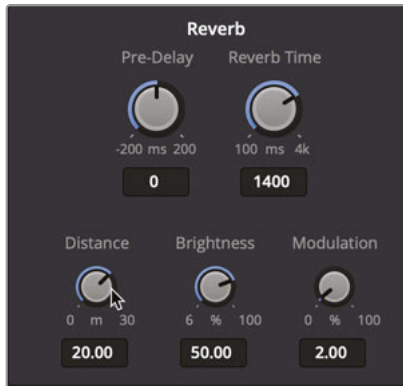 Reverb
Pre-Delay Reverb Time
-200 ms 200 100 ms 4k
0 1400
Distance Brightness Modulation
0 m 30 6 % 100 0 % 100
20.00 50.00 2.00